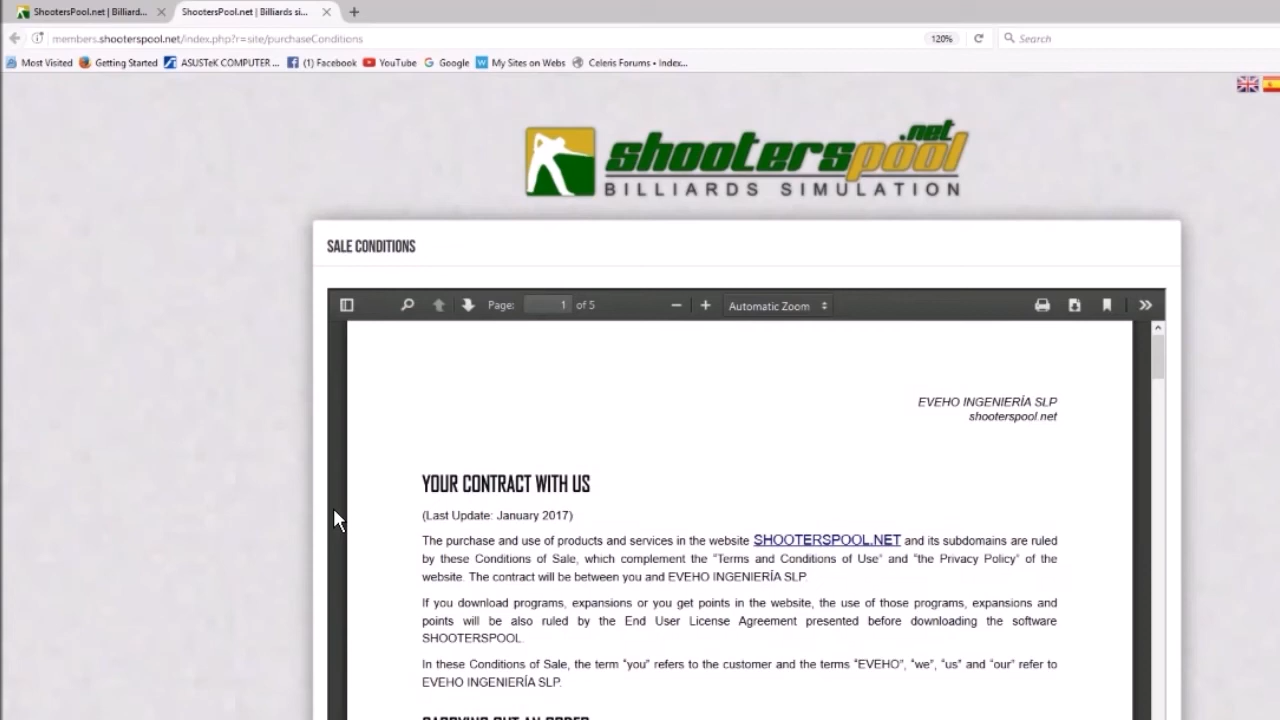 ShootersPool.net | Billiard... ShootersPool.net | Billiards si...
members.shooterspool.net/index.php?r=site/purchaseConditions 120% Search
Most Visited Getting Started ASUSTeK COMPUTER ... (1) Facebook YouTube Google My Sites on Webs Celeris Forums • Index...
shooterspool.net
BILLIARDS SIMULATION
SALE CONDITIONS
Page: 1 of 5 Automatic Zoom
EVEHO INGENIERÍA SLP
shooterspool.net
YOUR CONTRACT WITH US
(Last Update: January 2017)
The purchase and use of products and services in the website SHOOTERSPOOL.NET and its subdomains are ruled
by these Conditions of Sale, which complement the “Terms and Conditions of Use” and “the Privacy Policy” of the
website. The contract will be between you and EVEHO INGENIERÍA SLP.
If you download programs, expansions or you get points in the website, the use of those programs, expansions and
points will be also ruled by the End User License Agreement presented before downloading the software
SHOOTERSPOOL.
In these Conditions of Sale, the term “you” refers to the customer and the terms “EVEHO”, “we”, “us” and “our” refer to
EVEHO INGENIERÍA SLP.
CARRYING OUT AN ORDER